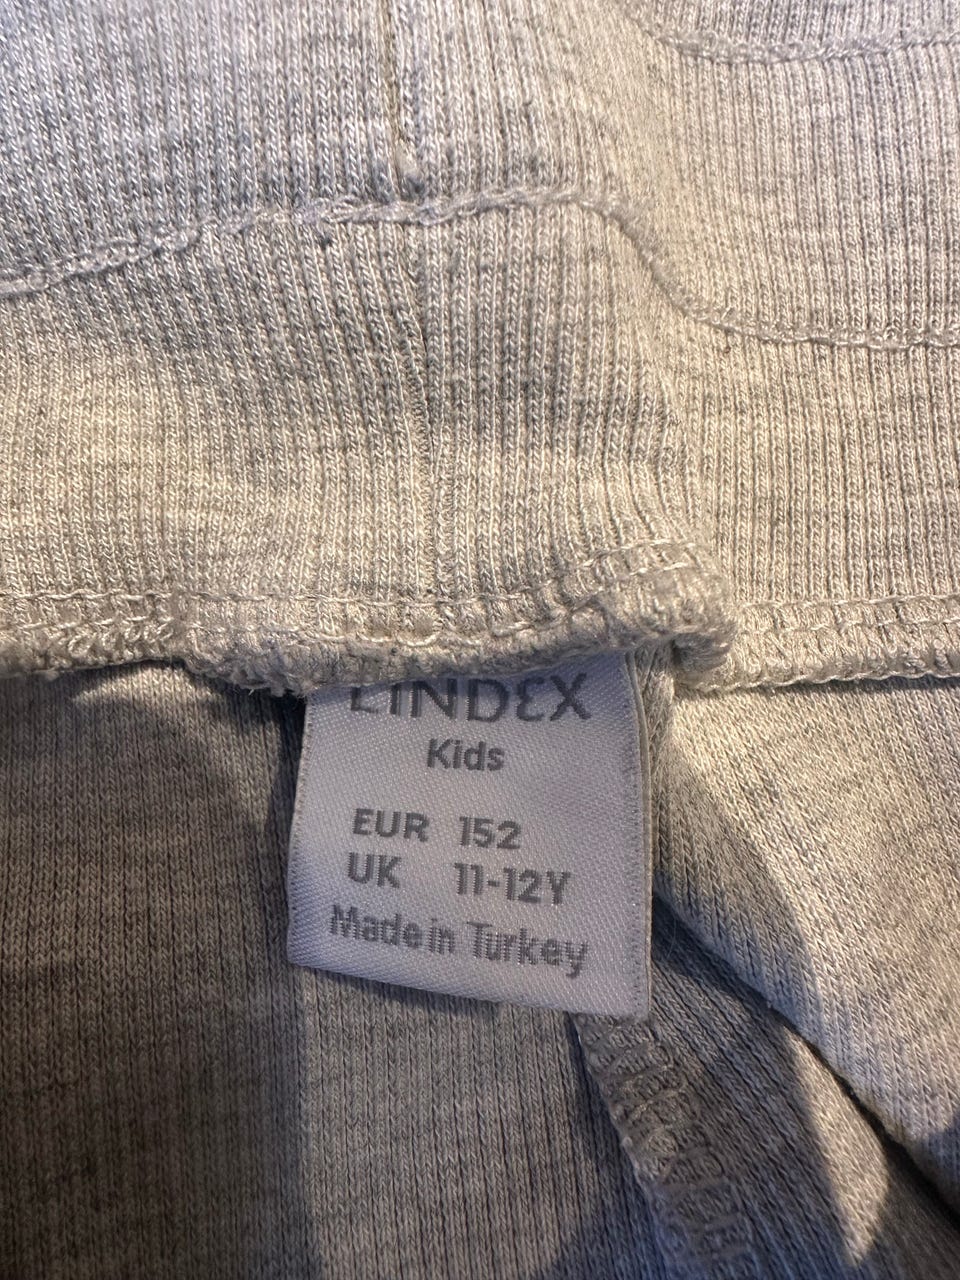 LINDEX
Kids
EUR 152
UK 11-12Y
Made in Turkey